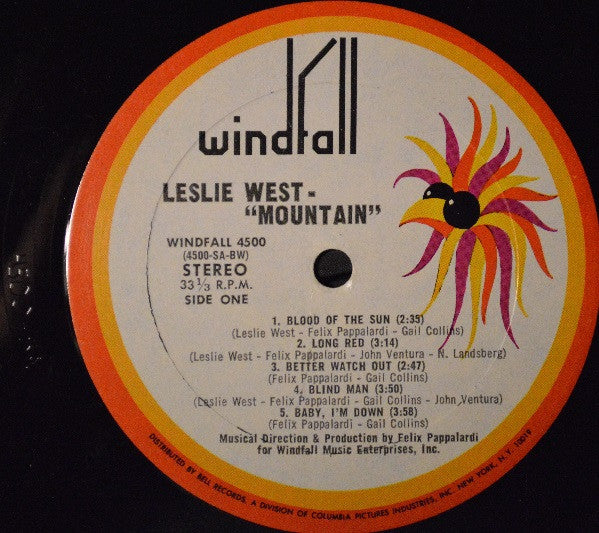 windfall
LESLIE WEST-
"MOUNTAIN"
WINDFALL 4500
(4500-SA-BW)
STEREO
33 1/3 R.P.M.
SIDE ONE
1. BLOOD OF THE SUN (2:35)
(Leslie West - Felix Pappalardi - Gail Collins)
2. LONG RED (3:14)
(Leslie West - Felix Pappalardi - John Ventura - N. Landsberg)
3. BETTER WATCH OUT (2:47)
(Felix Pappalardi - Gail Collins)
4. BLIND MAN (3:50)
(Leslie West - Felix Pappalardi - Gail Collins - John Ventura)
5. BABY, I'M DOWN (3:58)
(Felix Pappalardi - Gail Collins)
Musical Direction & Production by Felix Pappalardi
for Windfall Music Enterprises, Inc.
DISTRIBUTED BY BELL RECORDS, A DIVISION OF COLUMBIA PICTURES INDUSTRIES, INC. NEW YORK, N.Y. 10019